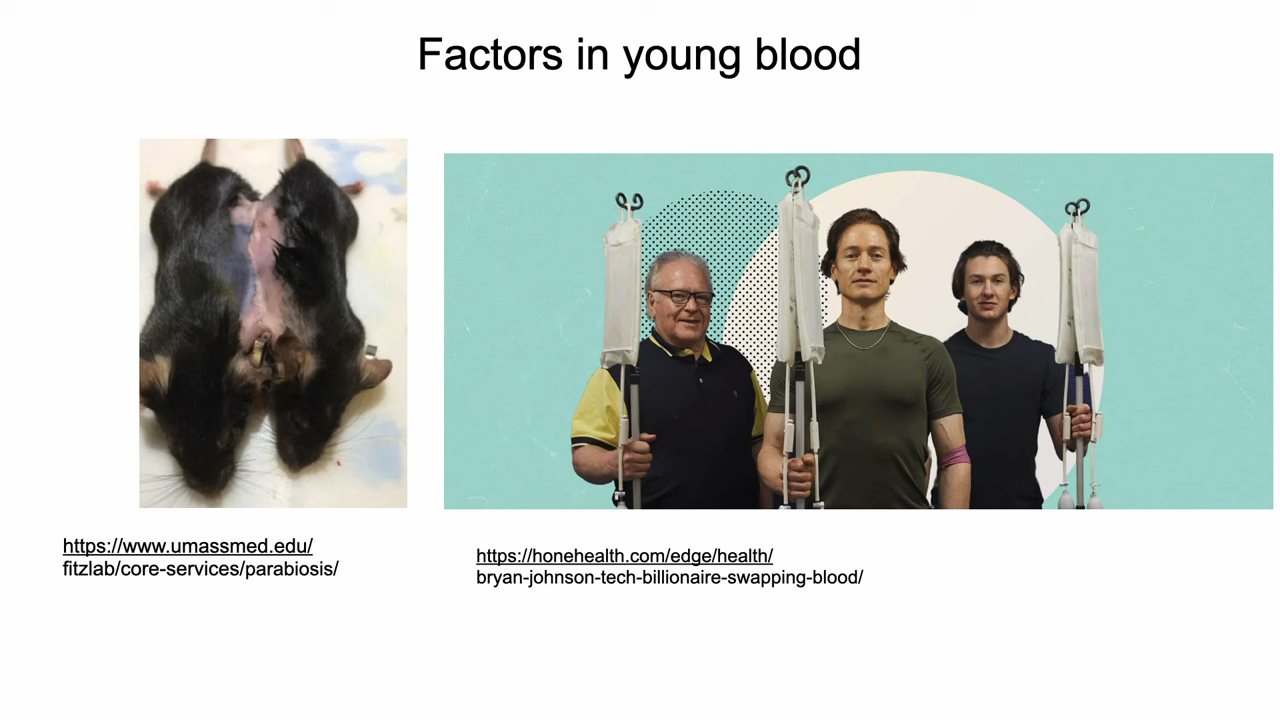 Factors in young blood
https://www.umassmed.edu/
fitzlab/core-services/parabiosis/
https://honehealth.com/edge/health/
bryan-johnson-tech-billionaire-swapping-blood/